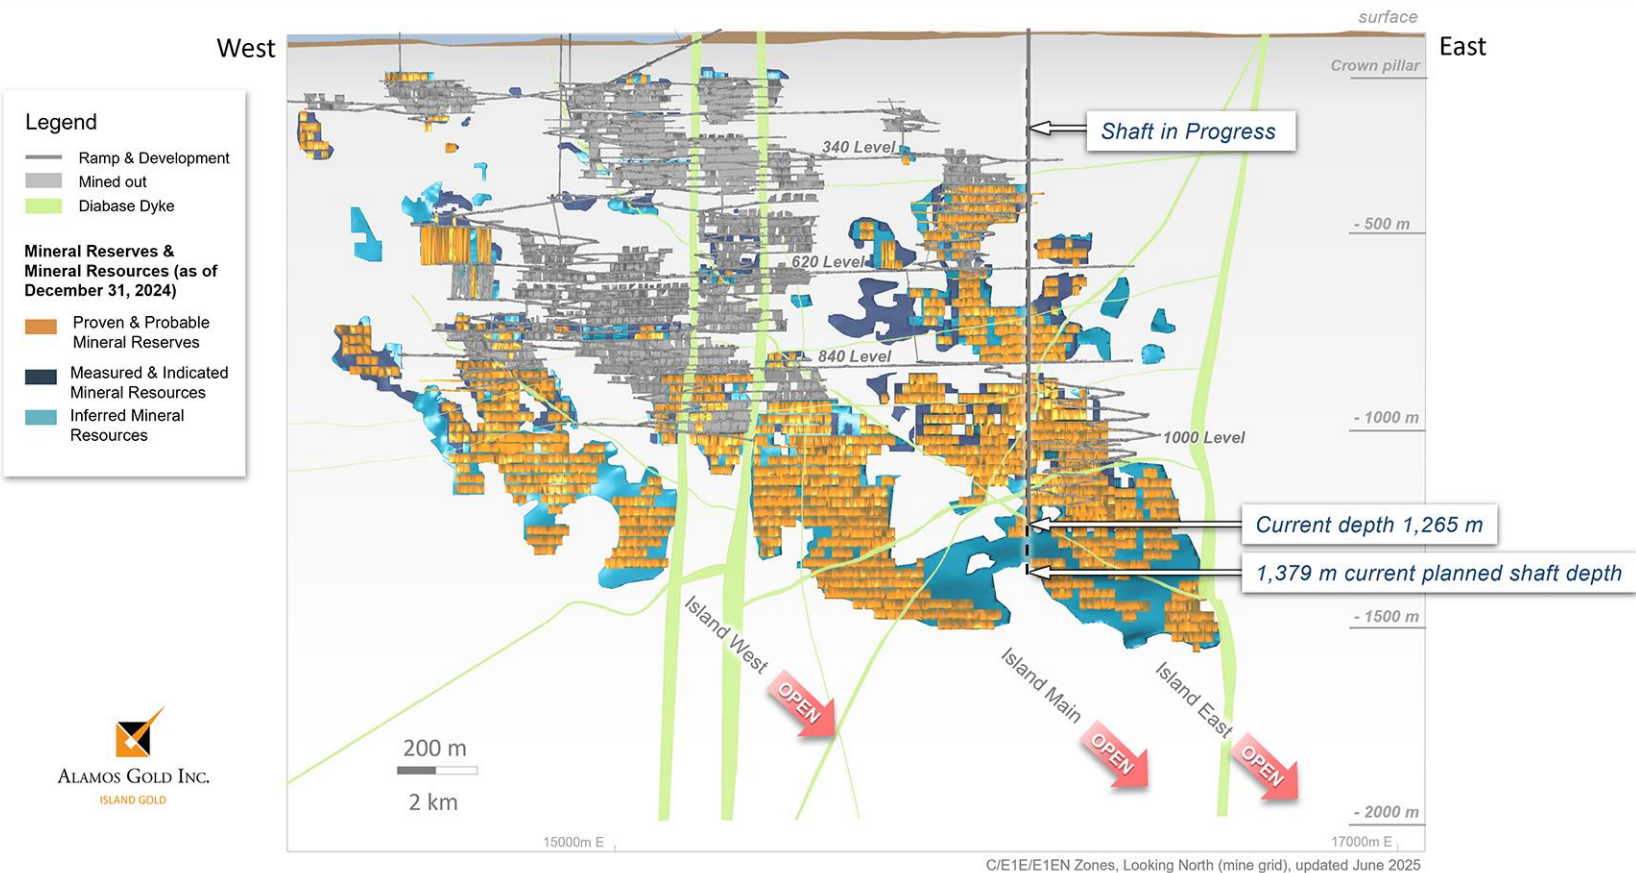 surface
West
East
Crown pillar
Legend
Ramp & Development
Mined out
Diabase Dyke
Mineral Reserves &
Mineral Resources (as of
December 31, 2024)
Proven & Probable
Mineral Reserves
Measured & Indicated
Mineral Resources
Inferred Mineral
Resources
Shaft in Progress
340 Level
- 500 m
620 Level
840 Level
- 1000 m
1000 Level
Current depth 1,265 m
1,379 m current planned shaft depth
- 1500 m
Island West
OPEN
Island Main
OPEN
Island East
OPEN
ALAMOS GOLD INC.
ISLAND GOLD
200 m
2 km
- 2000 m
15000m E
17000m E
C/E1E/E1EN Zones, Looking North (mine grid), updated June 2025